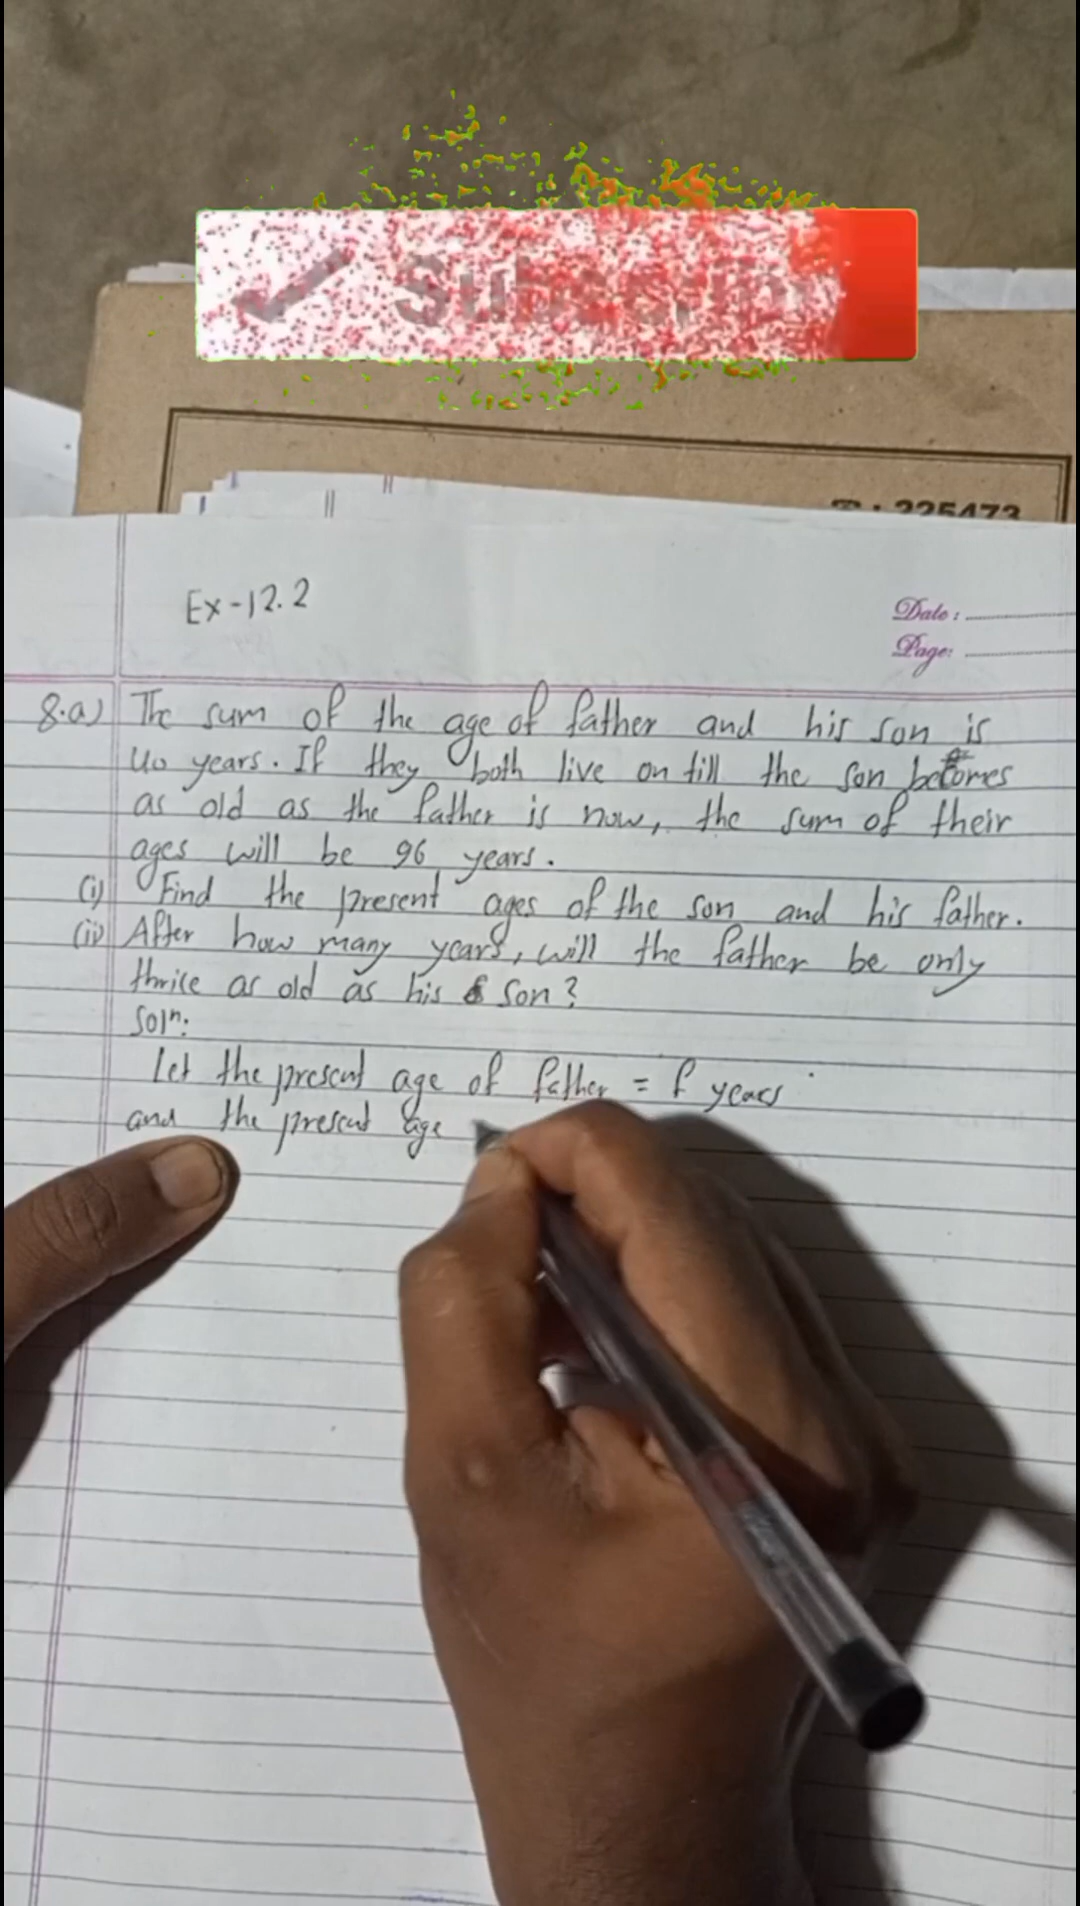 Subscrib
☎ : 225473
Ex-12.2
Date :
Page:
8.a) The sum of the age of father and his son is
40 years. If they both live on till the son becomes
as old as the father is now, the sum of their
ages will be 96 years.
(i) Find the present ages of the son and his father.
(ii) After how many years, will the father be only
thrice as old as his son?
Solⁿ:
Let the present age of father = f years
and the present age